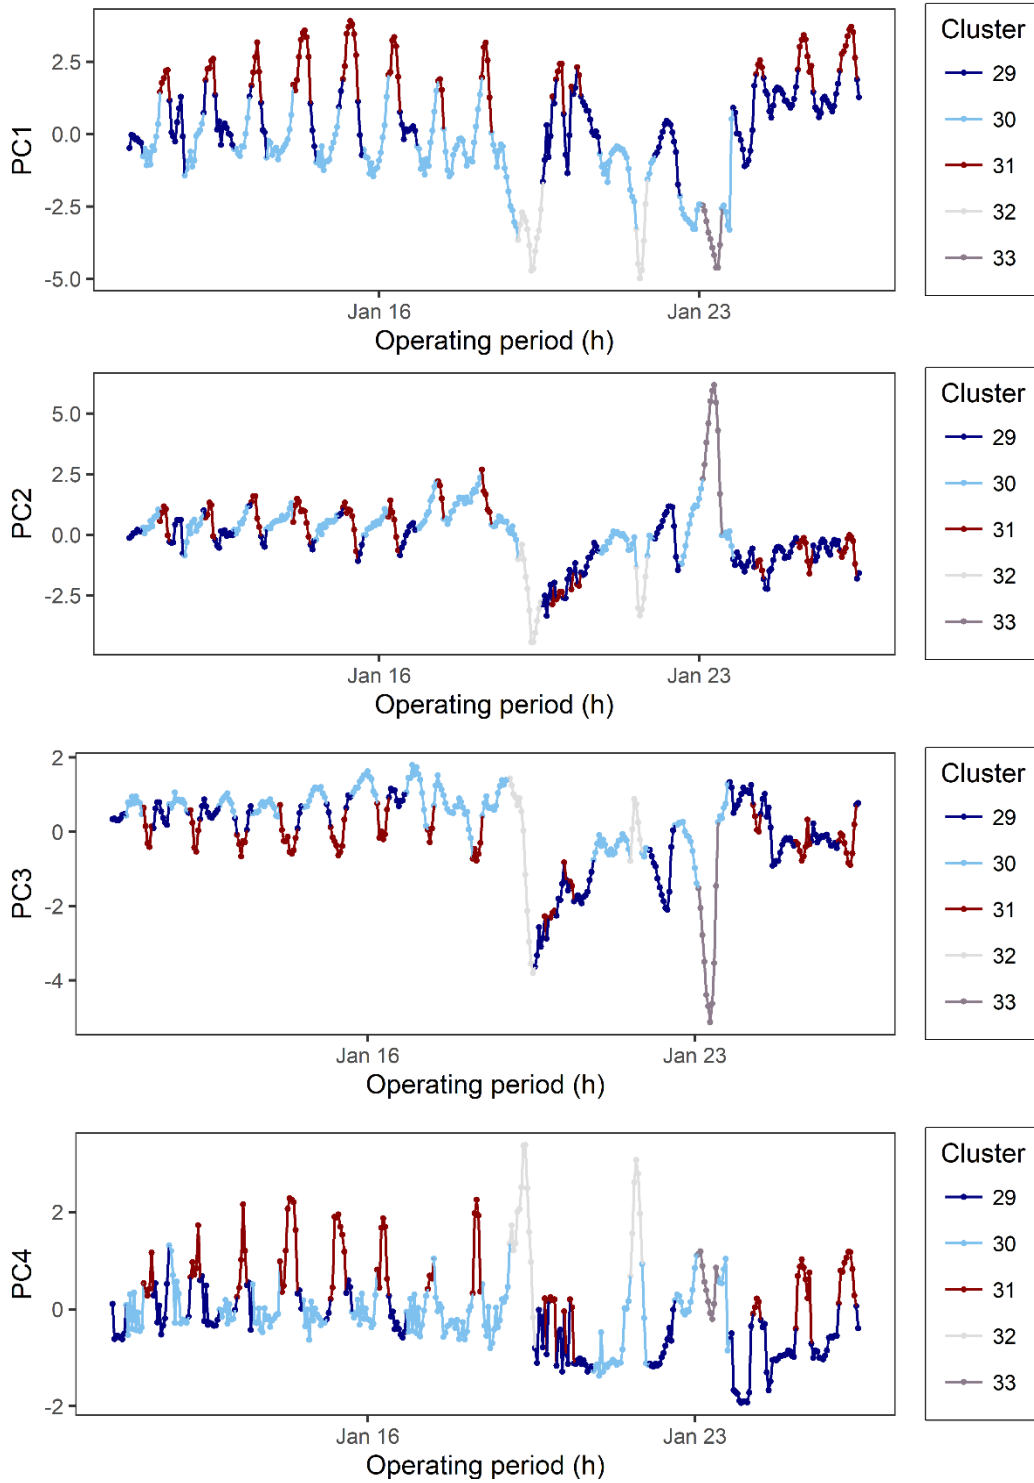 PC1
2.5
0.0
-2.5
-5.0
Jan 16
Jan 23
Operating period (h)
Cluster
29
30
31
32
33
PC2
5.0
2.5
0.0
-2.5
Jan 16
Jan 23
Operating period (h)
Cluster
29
30
31
32
33
PC3
2
0
-2
-4
Jan 16
Jan 23
Operating period (h)
Cluster
29
30
31
32
33
PC4
2
0
-2
Jan 16
Jan 23
Operating period (h)
Cluster
29
30
31
32
33